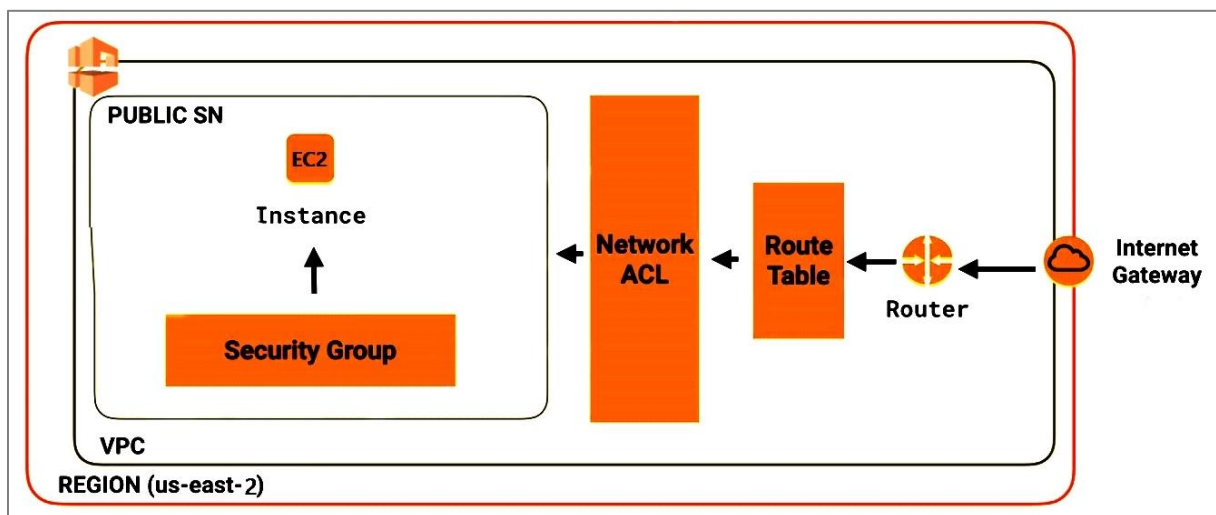 PUBLIC SN
EC2
Instance
Security Group
VPC
REGION (us-east-2)
Network
ACL
Route
Table
Router
Internet
Gateway